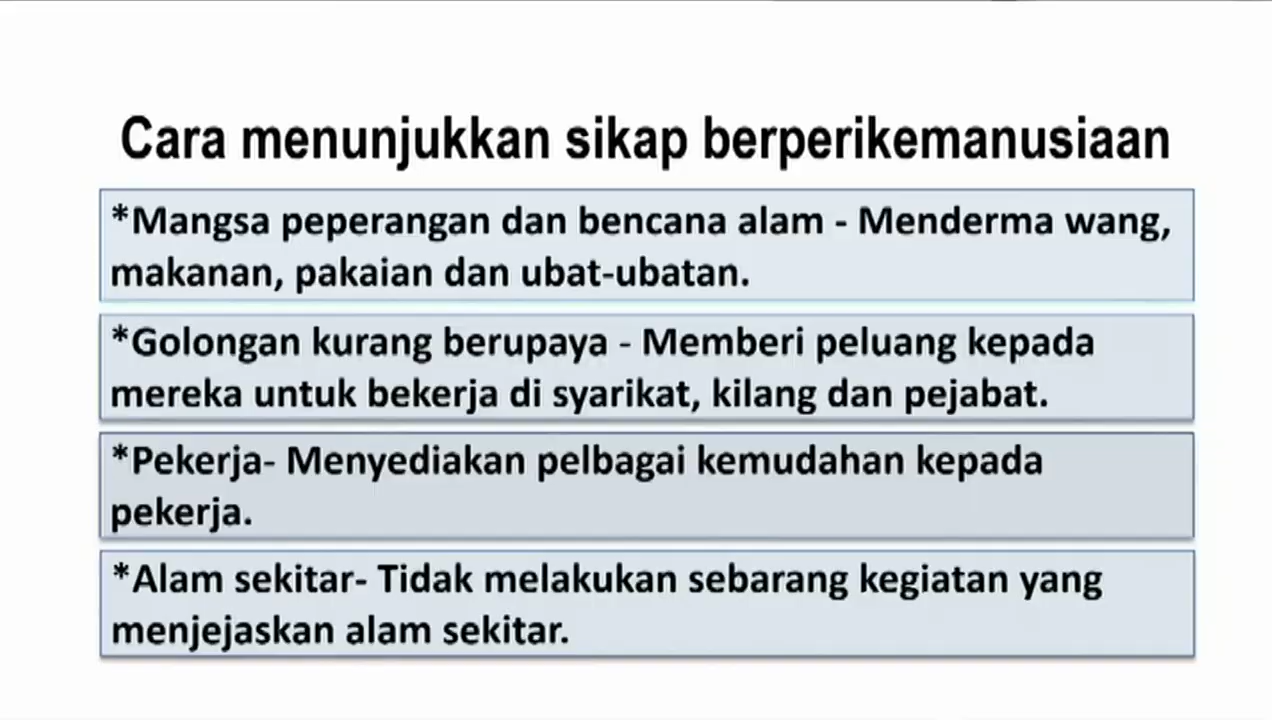 Cara menunjukkan sikap berperikemanusiaan
*Mangsa peperangan dan bencana alam - Menderma wang,
makanan, pakaian dan ubat-ubatan.
*Golongan kurang berupaya - Memberi peluang kepada
mereka untuk bekerja di syarikat, kilang dan pejabat.
*Pekerja- Menyediakan pelbagai kemudahan kepada
pekerja.
*Alam sekitar- Tidak melakukan sebarang kegiatan yang
menjejaskan alam sekitar.